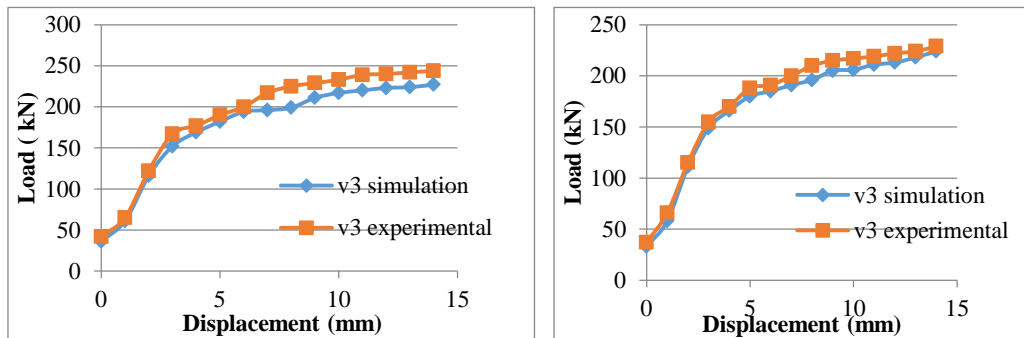 300
250
200
150
100
50
0
Load ( kN)
v3 simulation
v3 experimental
0 5 10 15
Displacement (mm)
250
200
150
100
50
0
Load (kN)
v3 simulation
v3 experimental
0 5 10 15
Displacement (mm)